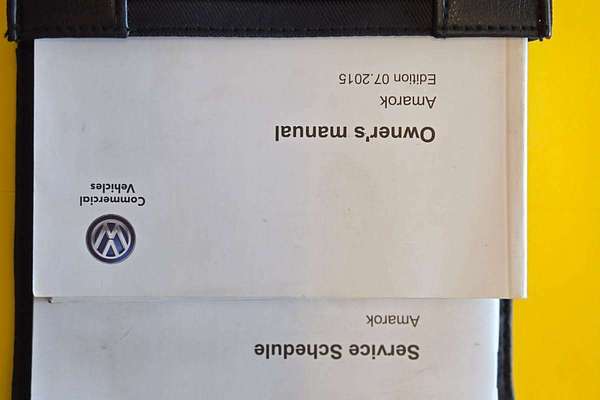 Commercial
Vehicles
Owner's manual
Amarok
Edition 07.2015
Service Schedule
Amarok